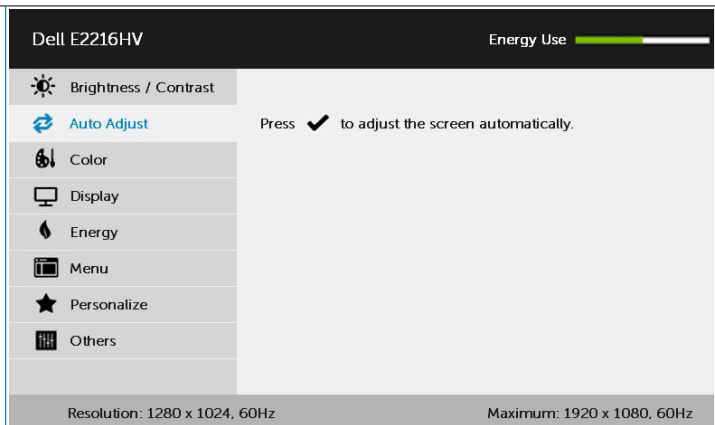 Dell E2216HV
Energy Use
Brightness / Contrast
Auto Adjust
Press ✔ to adjust the screen automatically.
Color
Display
Energy
Menu
Personalize
Others
Resolution: 1280 x 1024, 60Hz
Maximum: 1920 x 1080, 60Hz